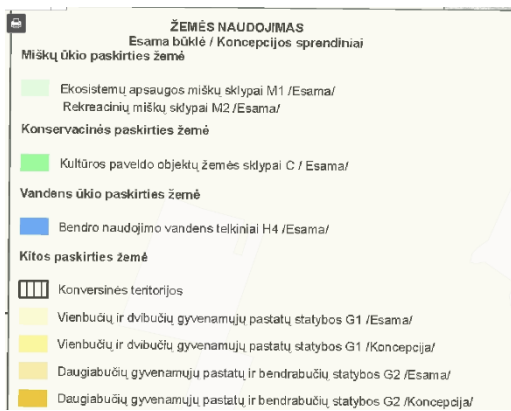 ŽEMĖS NAUDOJIMAS
Esama būklė / Koncepcijos sprendiniai
Miškų ūkio paskirties žemė
Ekosistemų apsaugos miškų sklypai M1 /Esama/
Rekreacinių miškų sklypai M2 /Esama/
Konservacinės paskirties žemė
Kultūros paveldo objektų žemės sklypai C / Esama/
Vandens ūkio paskirties žemė
Bendro naudojimo vandens telkiniai H4 /Esama/
Kitos paskirties žemė
Konversinės teritorijos
Vienbučių ir dvibučių gyvenamųjų pastatų statybos G1 /Esama/
Vienbučių ir dvibučių gyvenamųjų pastatų statybos G1 /Koncepcija/
Daugiabučių gyvenamųjų pastatų ir bendrabučių statybos G2 /Esama/
Daugiabučių gyvenamųjų pastatų ir bendrabučių statybos G2 /Koncepcija/